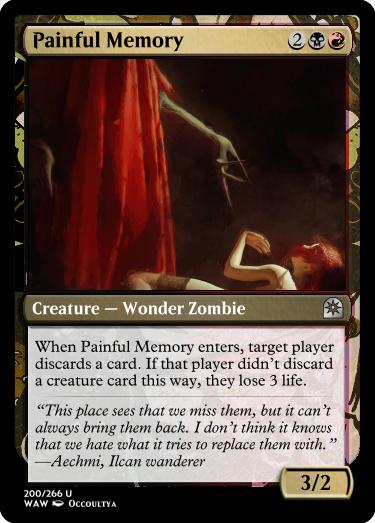 Painful Memory 2
Creature — Wonder Zombie
When Painful Memory enters, target player
discards a card. If that player didn't discard
a creature card this way, they lose 3 life.
“This place sees that we miss them, but it can't
always bring them back. I don't think it knows
that we hate what it tries to replace them with.”
—Aechmi, Ilcan wanderer
3/2
200/266 U
WAW Occoultya